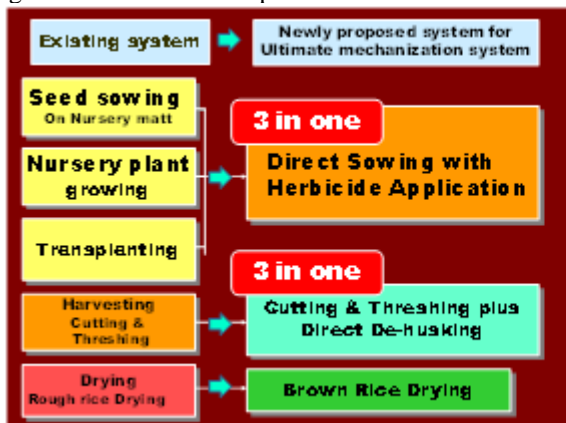 Existing system
Newly proposed system for
Ultimate mechanization system
Seed sowing
On Nursery matt
Nursery plant
growing
Transplanting
3 in one
Direct Sowing with
Herbicide Application
Harvesting
Cutting &
Threshing
3 in one
Cutting & Threshing plus
Direct De-husking
Drying
Rough rice Drying
Brown Rice Drying